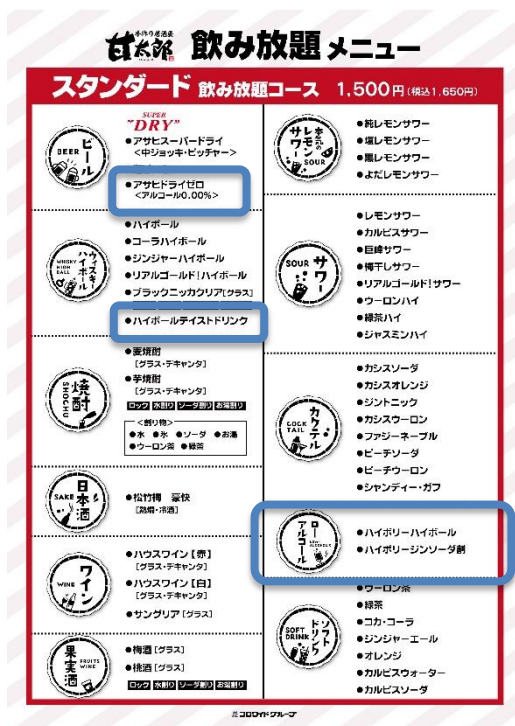 手作り居酒屋
甘太郎 飲み放題メニュー
スタンダード 飲み放題コース 1,500円(税込1,650円)
BEER
ビール
SUPER
"DRY"
●アサヒスーパードライ
<中ジョッキ・ピッチャー>
●アサヒドライゼロ
<アルコール0.00%>
WHISKY HIGH BALL
ウィスキーハイボール
●ハイボール
●コーラハイボール
●ジンジャーハイボール
●リアルゴールド!ハイボール
●ブラックニッカクリア[グラス]
●ハイボールテイストドリンク
焼酎
SHOCHU
●麦焼酎
[グラス・デキャンタ]
●芋焼酎
[グラス・デキャンタ]
ロック 水割り ソーダ割り お湯割り
<割り物>
●水 ●氷 ●ソーダ ●お湯
●ウーロン茶 ●緑茶
SAKE
日本酒
●松竹梅 豪快
[熱燗・冷酒]
WINE
ワイン
●ハウスワイン【赤】
[グラス・デキャンタ]
●ハウスワイン【白】
[グラス・デキャンタ]
●サングリア[グラス]
果実酒
FRUITS WINE
●梅酒[グラス]
●桃酒[グラス]
ロック 水割り ソーダ割り お湯割り
本気のレモンサワー
SOUR
●純レモンサワー
●塩レモンサワー
●黒レモンサワー
●よだレモンサワー
SOUR
サワー
●レモンサワー
●カルピスサワー
●巨峰サワー
●梅干しサワー
●リアルゴールド!サワー
●ウーロンハイ
●緑茶ハイ
●ジャスミンハイ
COCK TAIL
カクテル
●カシスソーダ
●カシスオレンジ
●ジントニック
●カシスウーロン
●ファジーネーブル
●ピーチソーダ
●ピーチウーロン
●シャンディー・ガフ
ローアルコール
LOW ALCOHOL
●ハイボリーハイボール
●ハイボリージンソーダ割
SOFT DRINK
ソフトドリンク
●ウーロン茶
●緑茶
●コカ・コーラ
●ジンジャーエール
●オレンジ
●カルピスウォーター
●カルピスソーダ
コロワイドグループ